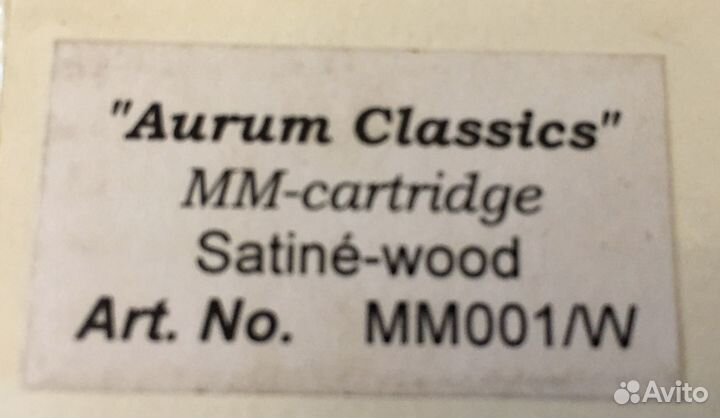 "Aurum Classics"
MM-cartridge
Satiné-wood
Art. No. MM001/W
Avito